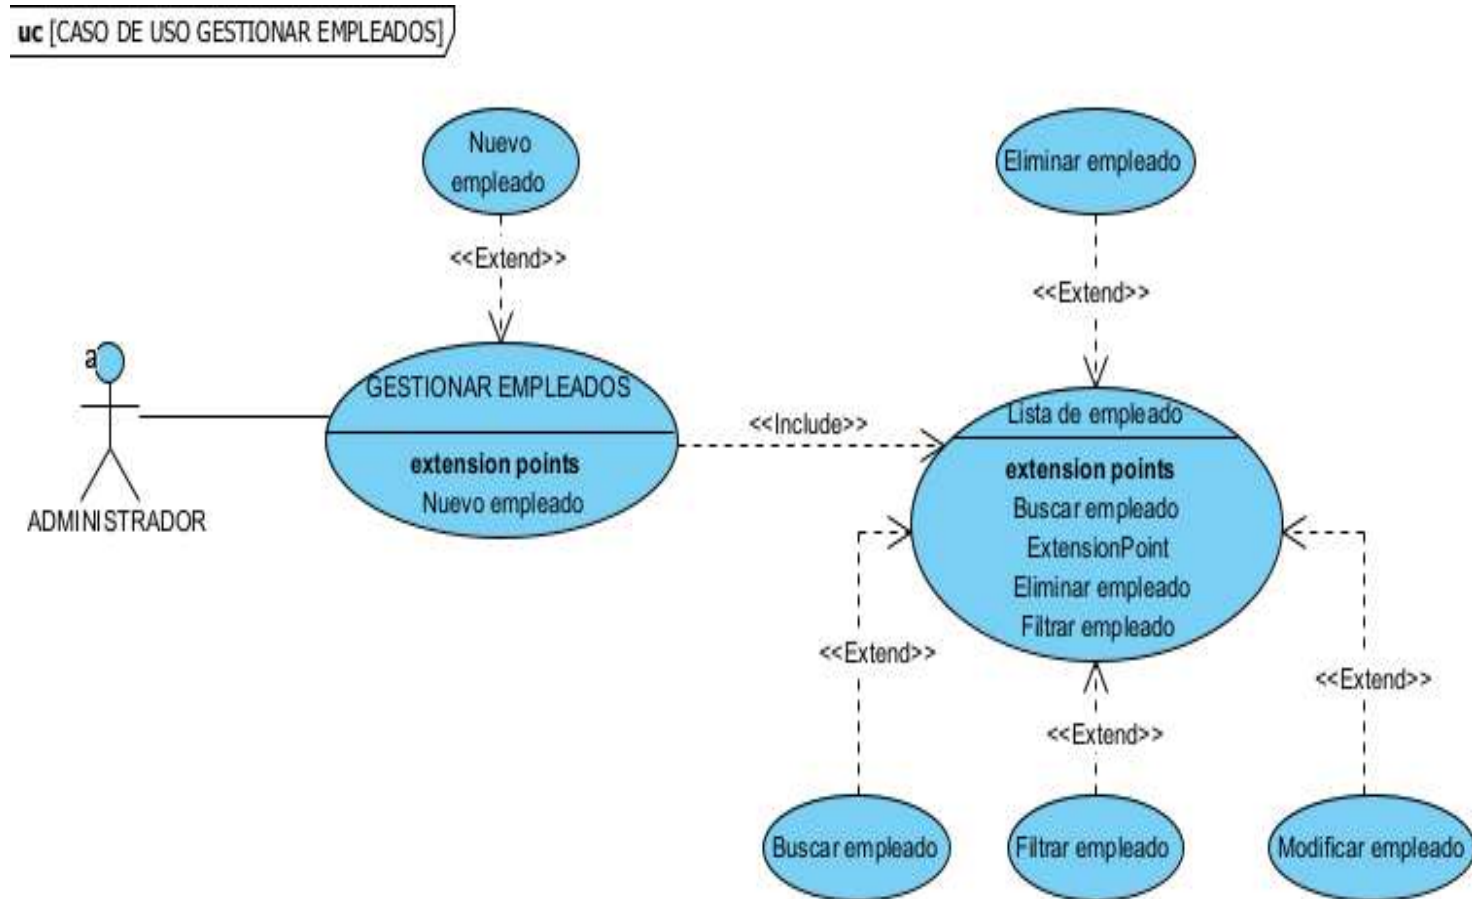 uc [CASO DE USO GESTIONAR EMPLEADOS]
Nuevo
empleado
Eliminar empleado
<<Extend>>
<<Extend>>
a
GESTIONAR EMPLEADOS
extension points
Nuevo empleado
ADMINISTRADOR
<<Include>>
Lista de empleado
extension points
Buscar empleado
ExtensionPoint
Eliminar empleado
Filtrar empleado
<<Extend>>
<<Extend>>
<<Extend>>
Buscar empleado
Filtrar empleado
Modificar empleado